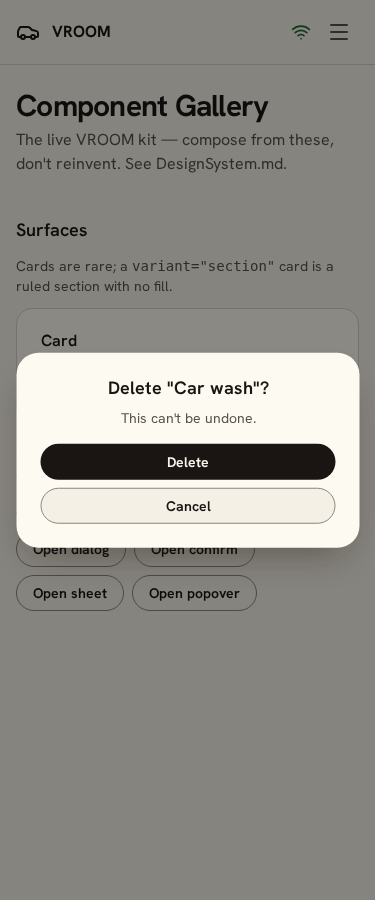 VROOM
Component Gallery
The live VROOM kit — compose from these,
don't reinvent. See DesignSystem.md.
Surfaces
Cards are rare; a variant="section" card is a
ruled section with no fill.
Card
Delete "Car wash"?
This can't be undone.
Delete
Cancel
Open dialog Open confirm
Open sheet Open popover